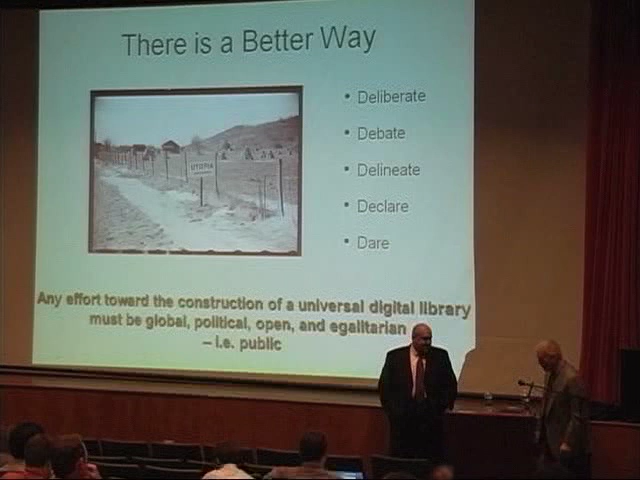 There is a Better Way
• Deliberate
• Debate
• Delineate
• Declare
• Dare
UTOPIA
Any effort toward the construction of a universal digital library
must be global, political, open, and egalitarian
– i.e. public